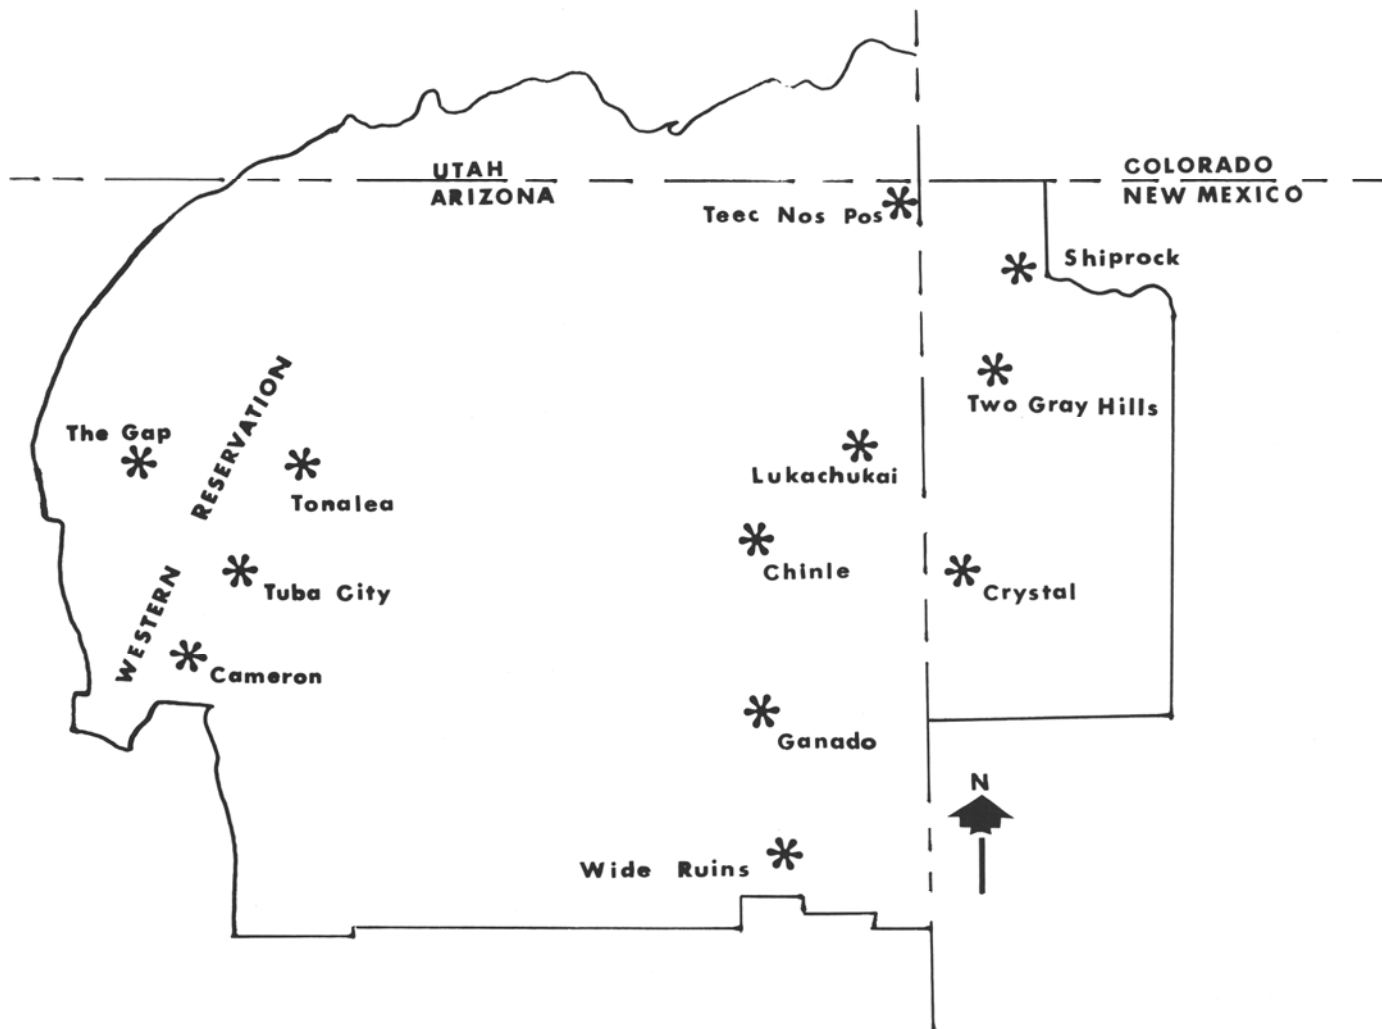 UTAH
ARIZONA
COLORADO
NEW MEXICO
Teec Nos Pos
Shiprock
Two Gray Hills
The Gap
WESTERN RESERVATION
Tonalea
Lukachukai
Chinle
Tuba City
Crystal
Cameron
Ganado
N
Wide Ruins